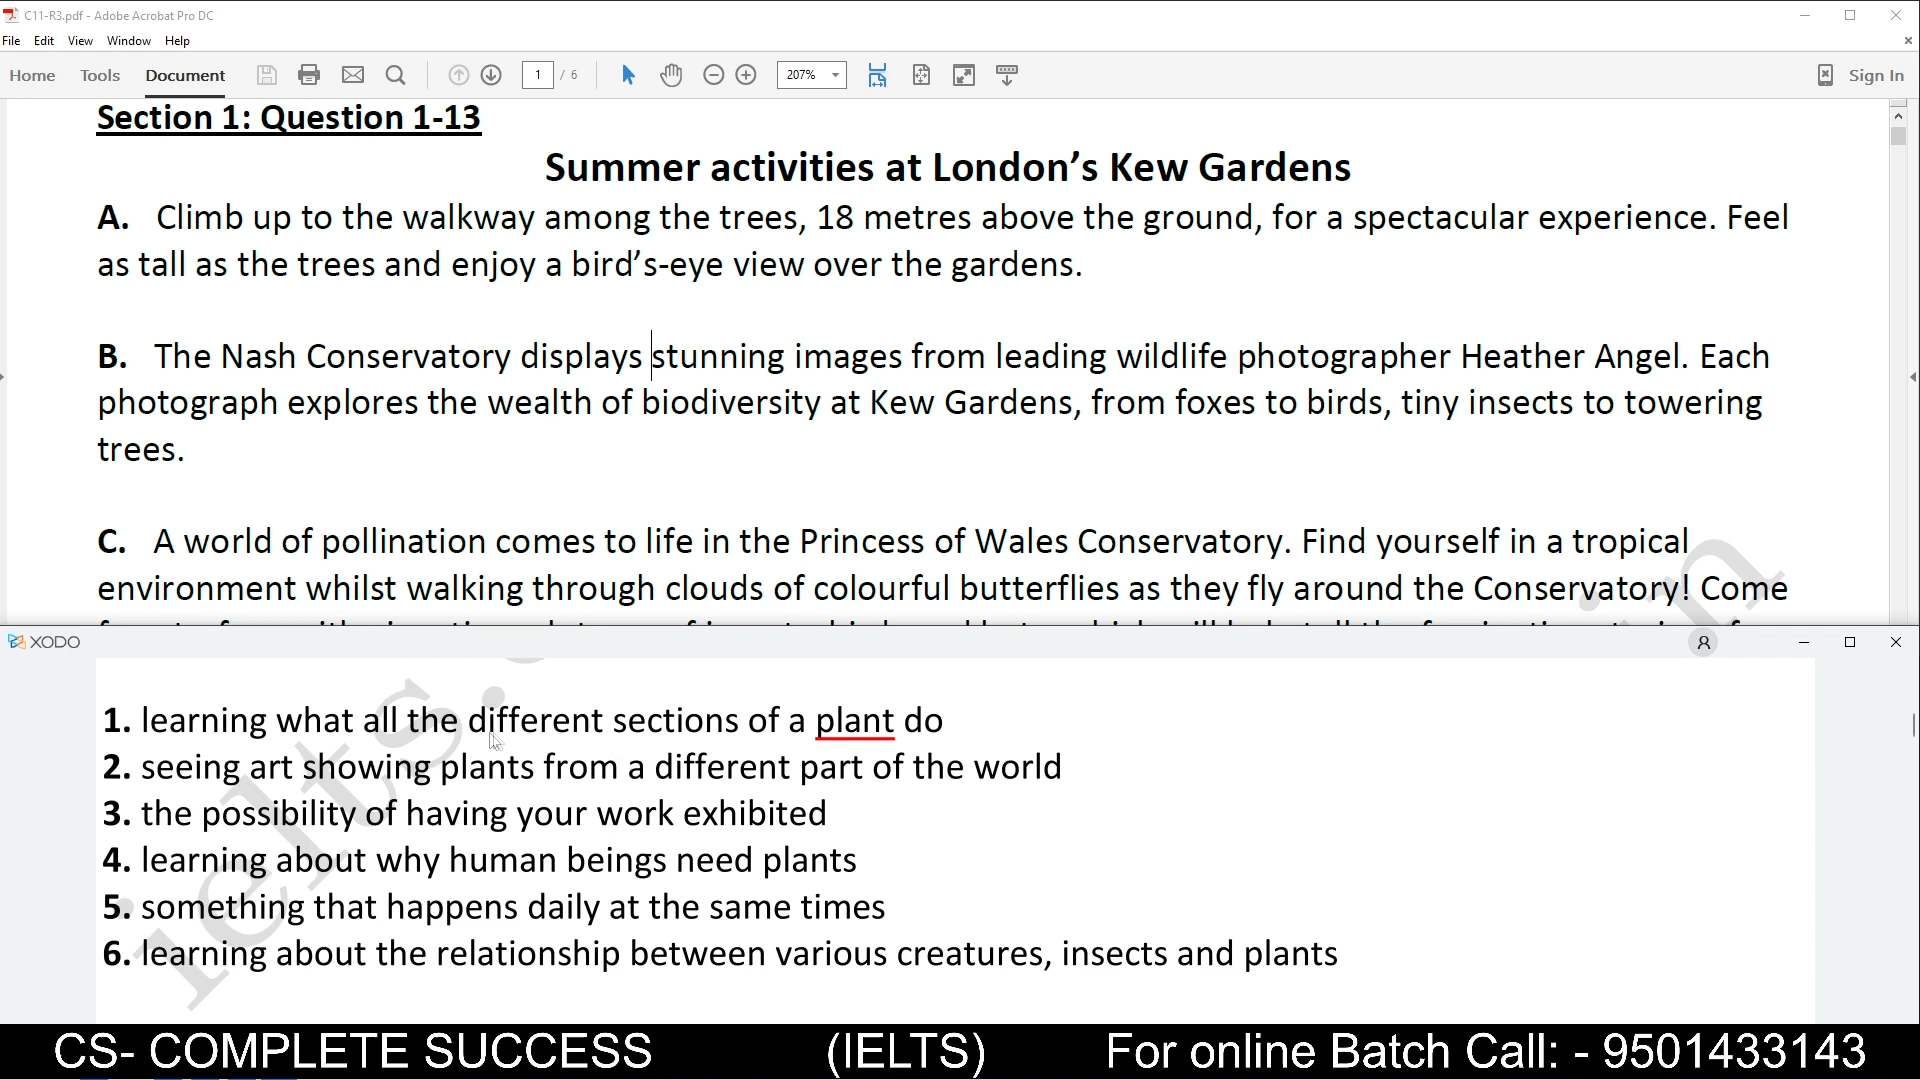 C11-R3.pdf - Adobe Acrobat Pro DC
File Edit View Window Help
Home Tools Document 1 / 6 207% Sign In
Section 1: Question 1-13
Summer activities at London’s Kew Gardens
A. Climb up to the walkway among the trees, 18 metres above the ground, for a spectacular experience. Feel
as tall as the trees and enjoy a bird’s-eye view over the gardens.
B. The Nash Conservatory displays stunning images from leading wildlife photographer Heather Angel. Each
photograph explores the wealth of biodiversity at Kew Gardens, from foxes to birds, tiny insects to towering
trees.
C. A world of pollination comes to life in the Princess of Wales Conservatory. Find yourself in a tropical
environment whilst walking through clouds of colourful butterflies as they fly around the Conservatory! Come
in
XODO
1. learning what all the different sections of a plant do
2. seeing art showing plants from a different part of the world
3. the possibility of having your work exhibited
4. learning about why human beings need plants
5. something that happens daily at the same times
6. learning about the relationship between various creatures, insects and plants
ielts.
CS- COMPLETE SUCCESS (IELTS) For online Batch Call: - 9501433143